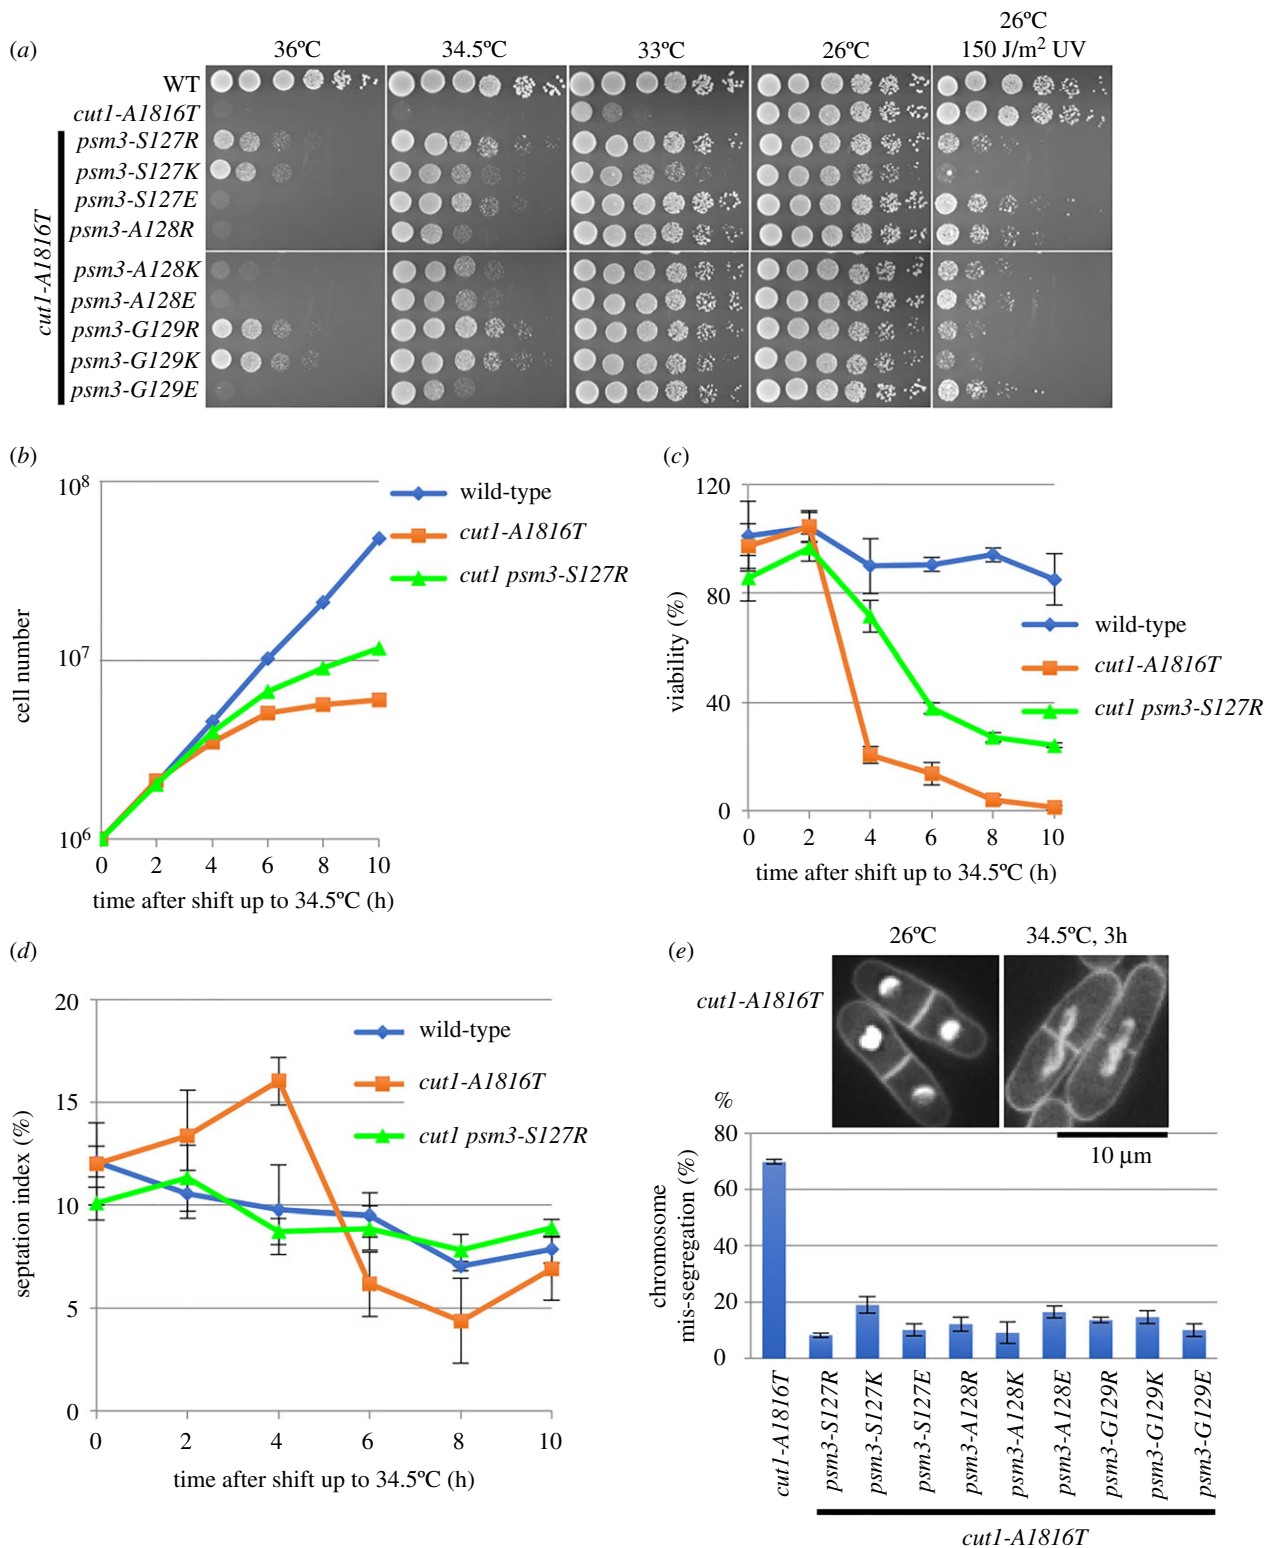 (a)
36ºC 34.5ºC 33ºC 26ºC 26ºC
150 J/m² UV
WT
cut1-A1816T
psm3-S127R
psm3-S127K
psm3-S127E
psm3-A128R
psm3-A128K
psm3-A128E
psm3-G129R
psm3-G129K
psm3-G129E
cut1-A1816T
(b)
10⁸
10⁷
10⁶
cell number
wild-type
cut1-A1816T
cut1 psm3-S127R
0 2 4 6 8 10
time after shift up to 34.5ºC (h)
(c)
120
80
40
0
viability (%)
wild-type
cut1-A1816T
cut1 psm3-S127R
0 2 4 6 8 10
time after shift up to 34.5ºC (h)
(d)
20
15
10
5
0
septation index (%)
wild-type
cut1-A1816T
cut1 psm3-S127R
0 2 4 6 8 10
time after shift up to 34.5ºC (h)
(e)
26ºC 34.5ºC, 3h
cut1-A1816T
10 µm
%
80
60
40
20
0
chromosome
mis-segregation (%)
cut1-A1816T
psm3-S127R
psm3-S127K
psm3-S127E
psm3-A128R
psm3-A128K
psm3-A128E
psm3-G129R
psm3-G129K
psm3-G129E
cut1-A1816T